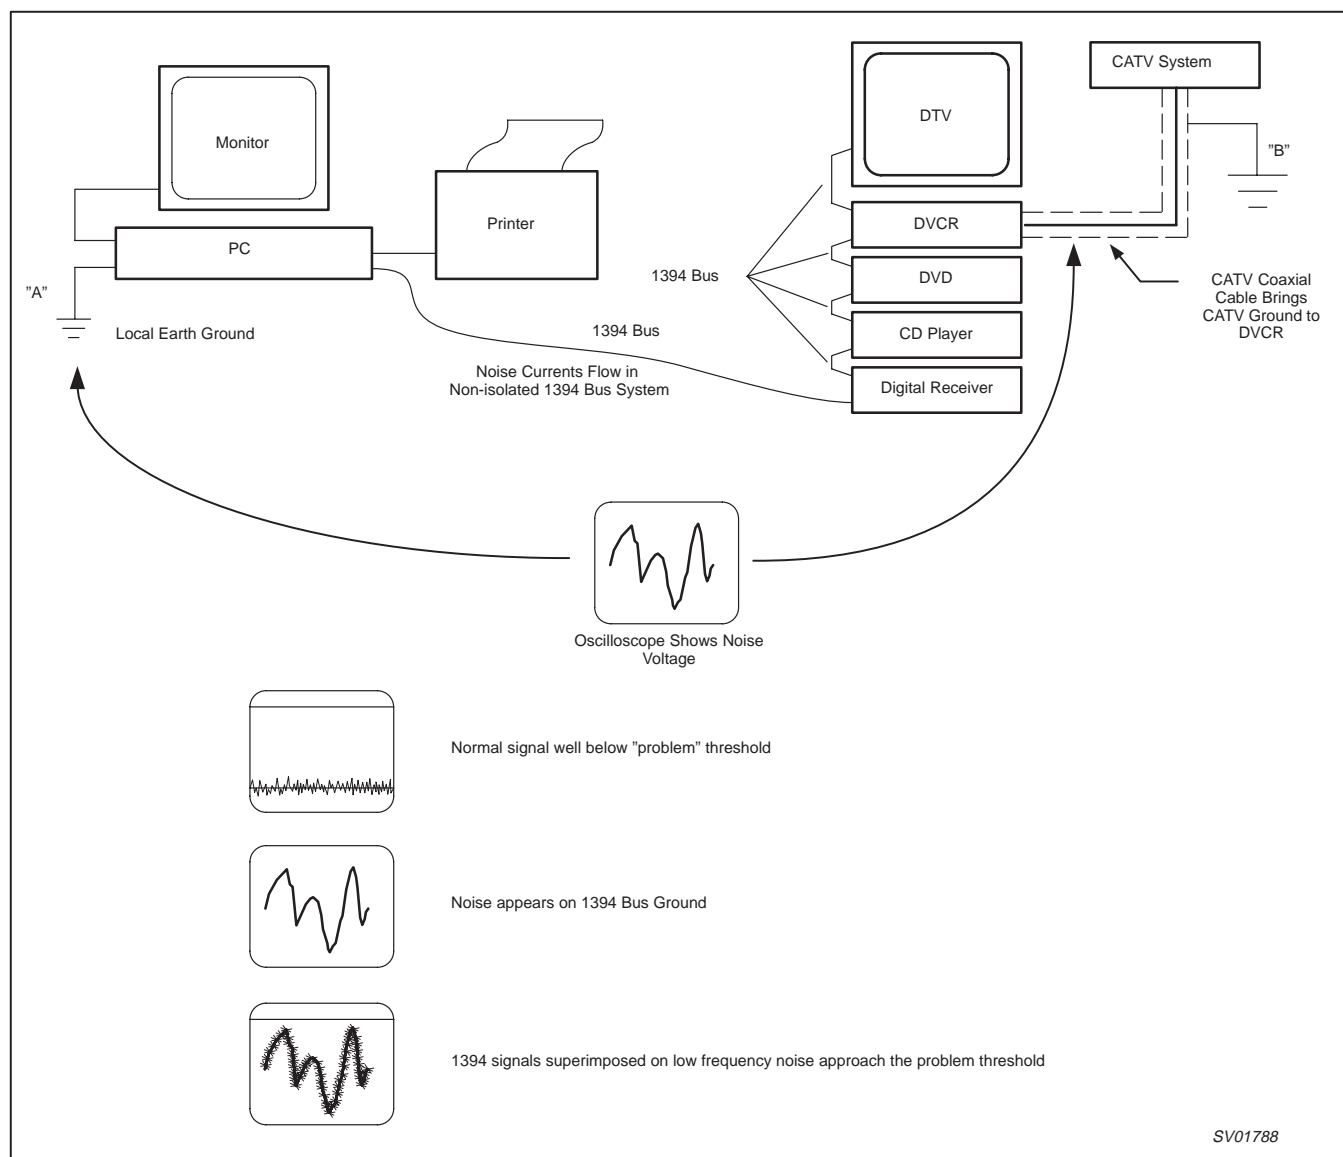 CATV System
Monitor
DTV
"B"
Printer
DVCR
PC
"A"
1394 Bus
DVD
CATV Coaxial
Cable Brings
CATV Ground to
DVCR
Local Earth Ground
1394 Bus
CD Player
Noise Currents Flow in
Non-isolated 1394 Bus System
Digital Receiver
Oscilloscope Shows Noise
Voltage
Normal signal well below "problem" threshold
Noise appears on 1394 Bus Ground
1394 signals superimposed on low frequency noise approach the problem threshold
SV01788